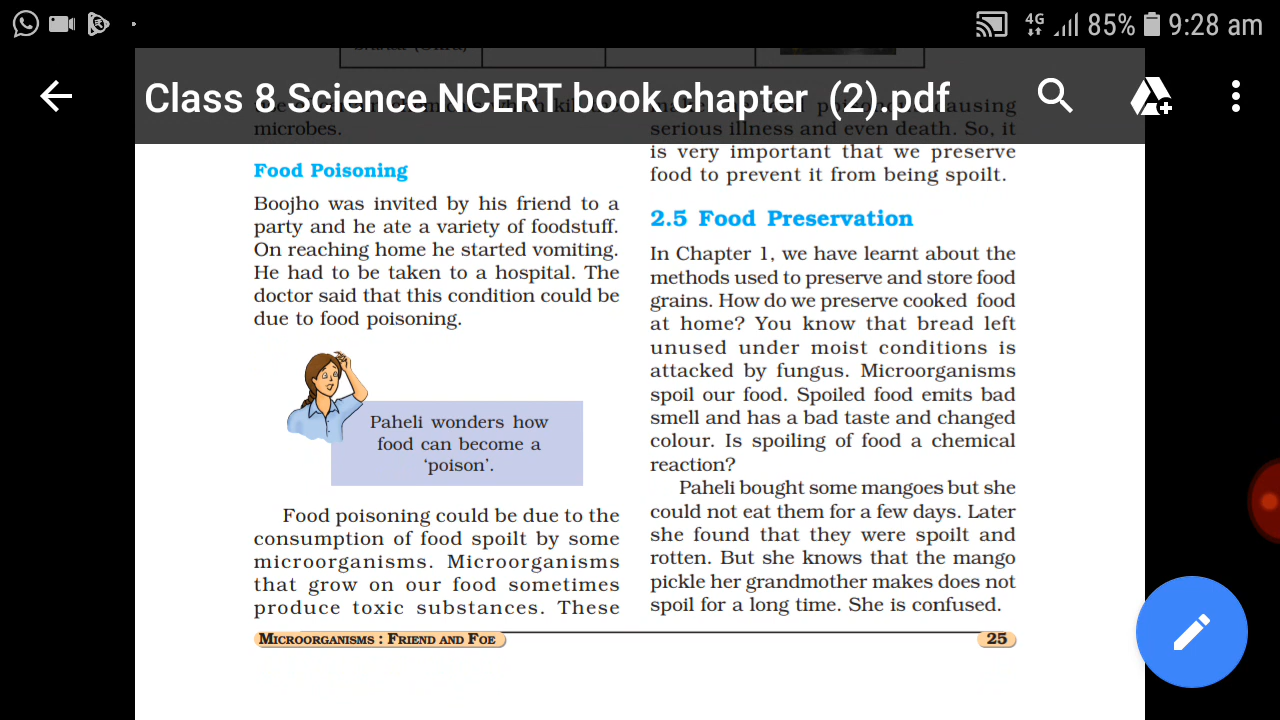 4G 85% 9:28 am
Class 8 Science NCERT book chapter (2).pdf
microbes.
Food Poisoning
Boojho was invited by his friend to a
party and he ate a variety of foodstuff.
On reaching home he started vomiting.
He had to be taken to a hospital. The
doctor said that this condition could be
due to food poisoning.
Paheli wonders how
food can become a
‘poison’.
Food poisoning could be due to the
consumption of food spoilt by some
microorganisms. Microorganisms
that grow on our food sometimes
produce toxic substances. These
causing
serious illness and even death. So, it
is very important that we preserve
food to prevent it from being spoilt.
2.5 Food Preservation
In Chapter 1, we have learnt about the
methods used to preserve and store food
grains. How do we preserve cooked food
at home? You know that bread left
unused under moist conditions is
attacked by fungus. Microorganisms
spoil our food. Spoiled food emits bad
smell and has a bad taste and changed
colour. Is spoiling of food a chemical
reaction?
Paheli bought some mangoes but she
could not eat them for a few days. Later
she found that they were spoilt and
rotten. But she knows that the mango
pickle her grandmother makes does not
spoil for a long time. She is confused.
MICROORGANISMS : FRIEND AND FOE
25